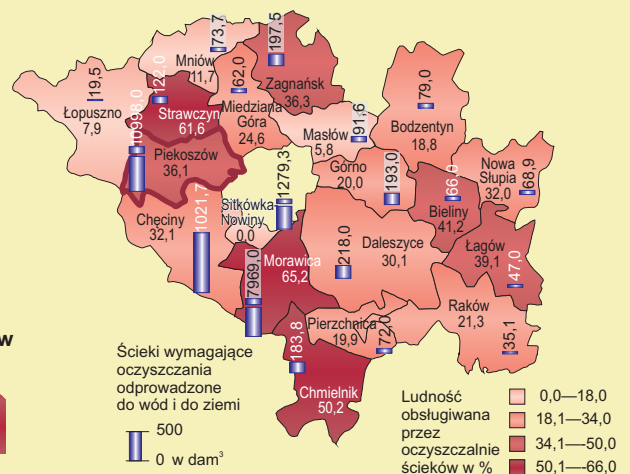 73,7
Mniów
11,7
197,5
Zagnańsk
36,3
19,5
Łopuszno
7,9
122,0
Strawczyn
61,6
62,0
Miedziana
Góra
24,6
10998,0
Piekoszów
36,1
Masłów
5,8
91,6
79,0
Bodzentyn
18,8
Górno
20,0
193,0
Nowa
Słupia
32,0
68,9
66,0
Bieliny
41,2
1279,3
Sitkówka-
Nowiny
0,0
Chęciny
32,1
1021,7
Łagów
39,1
47,0
Daleszyce
30,1
218,0
Morawica
65,2
7969,0
Raków
21,3
35,1
Pierzchnica
19,9
72,0
183,8
Chmielnik
50,2
w
Ścieki wymagające
oczyszczania
odprowadzone
do wód i do ziemi
500
0 w dam³
Ludność
obsługiwana
przez
oczyszczalnie
ścieków w %
0,0—18,0
18,1—34,0
34,1—-50,0
50,1—-66,0